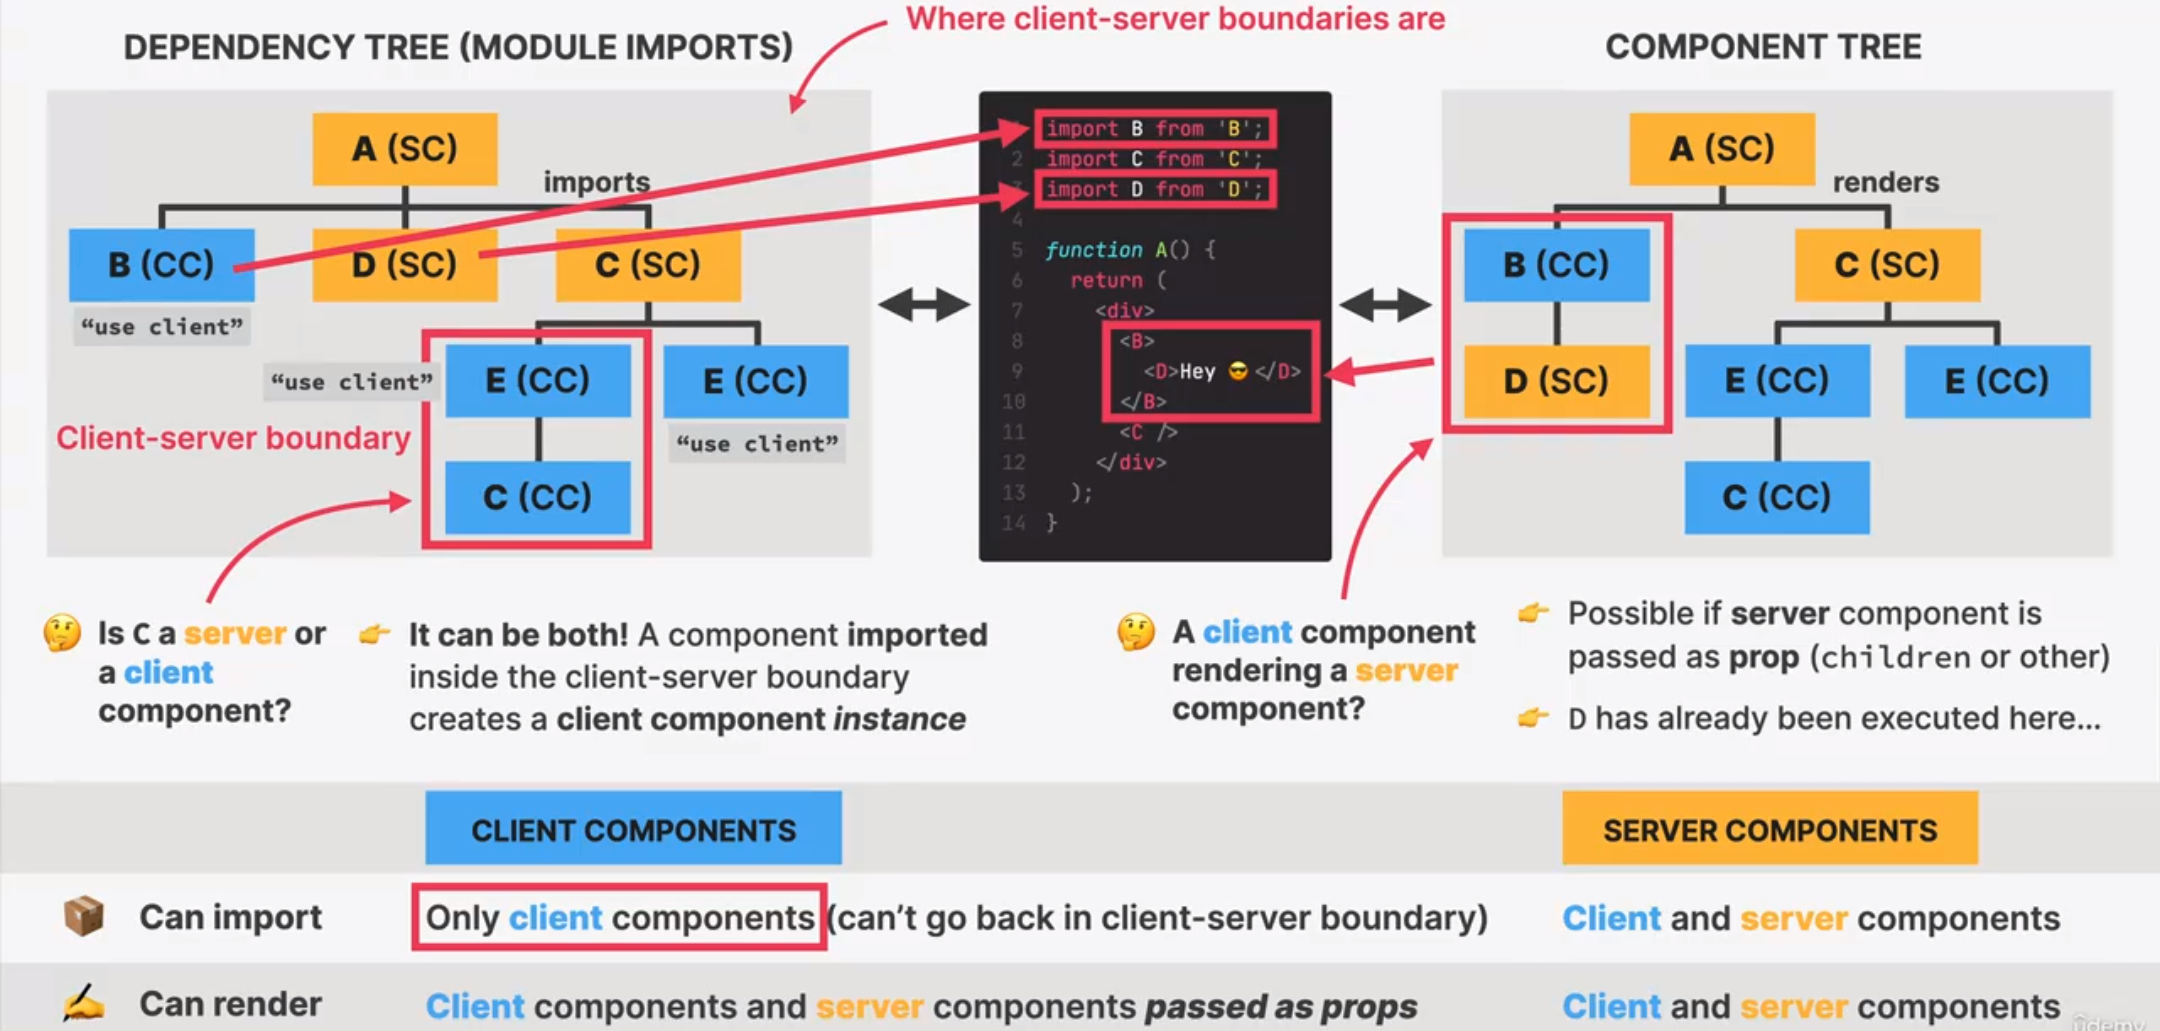 Where client-server boundaries are
DEPENDENCY TREE (MODULE IMPORTS)
COMPONENT TREE
A (SC)
imports
B (CC)
D (SC)
C (SC)
“use client”
“use client”
E (CC)
E (CC)
Client-server boundary
“use client”
C (CC)
import B from 'B';
2 import C from 'C';
import D from 'D';
4
5 function A() {
6 return (
7 <div>
8 <B>
9 <D>Hey 😎 </D>
10 </B>
11 <C />
12 </div>
13 );
14 }
A (SC)
renders
B (CC)
C (SC)
D (SC)
E (CC)
E (CC)
C (CC)
🤔 Is C a server or
a client
component?
👉 It can be both! A component imported
inside the client-server boundary
creates a client component instance
🤔 A client component
rendering a server
component?
👉 Possible if server component is
passed as prop (children or other)
👉 D has already been executed here...
CLIENT COMPONENTS
SERVER COMPONENTS
📦 Can import
Only client components (can’t go back in client-server boundary)
Client and server components
✍️ Can render
Client components and server components passed as props
Client and server components
ûdemy